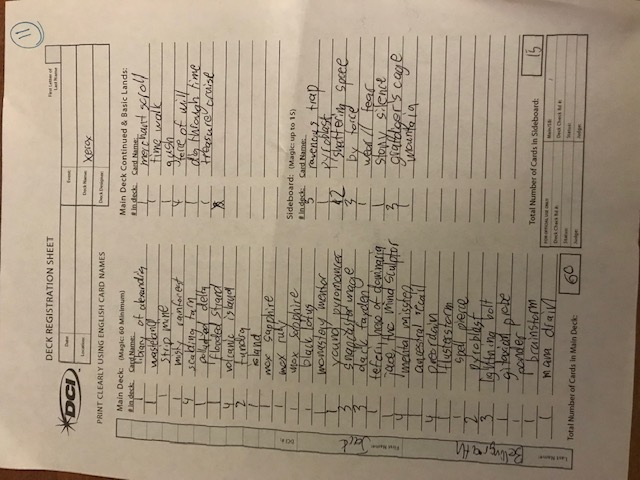 11
DECK REGISTRATION SHEET
First Letter of
Last Name
DCI
Date:
Event:
Location:
Deck Name: Xerox
Deck Designer:
PRINT CLEARLY USING ENGLISH CARD NAMES
Main Deck: (Magic: 60 Minimum)
# in deck: Card Name:
1 library of alexandria
1 wasteland
1 strip mine
1 misty rainforest
4 scalding tarn
1 polluted delta
1 flooded strand
4 volcanic island
2 tundra
1 island
1 mox sapphire
1 mox ruby
mox sapphire
black lotus
1 monastery mentor
1 young pyromancer
3 snapcaster mage
3 dack fayden
1 teferi, hero of dominaria
jace, the mind sculptor
4 mental misstep
1 ancestral recall
4 preordain
1 flusterstorm
1 spell pierce
2 pyroblast
3 lightning bolt
1 gitaxian probe
1 ponder
1 brainstorm
1 mana drain
Total Number of Cards in Main Deck: 60
Main Deck Continued & Basic Lands:
# in deck: Card Name:
1 merchant scroll
1 time walk
4 gush
4 force of will
1 dig through time
1 treasure cruise
Sideboard: (Magic: up to 15)
# in deck: Card Name:
3 ravenous trap
1 pyroblast
2 shattering spree
2 by force
1 wear // tear
1 stony silence
3 grafdigger's cage
1 mountain
Total Number of Cards in Sideboard: 15
FOR OFFICIAL USE ONLY
Main/SB:
Deck Check Rd #:
Deck Check Rd #:
Status:
Status:
Judge:
Judge:
DCI #:
First Name:
Last Name: